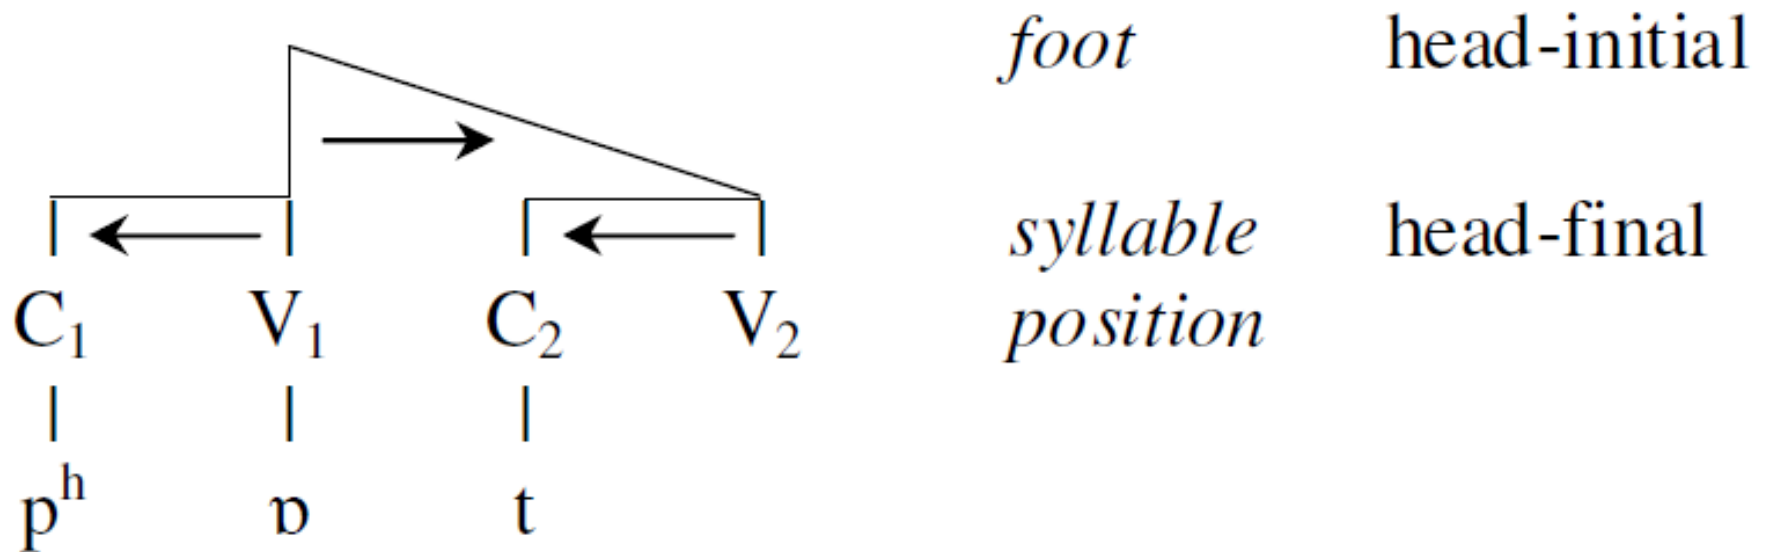 foot head-initial
syllable head-final
C₁ V₁ C₂ V₂ position
pʰ ɒ t